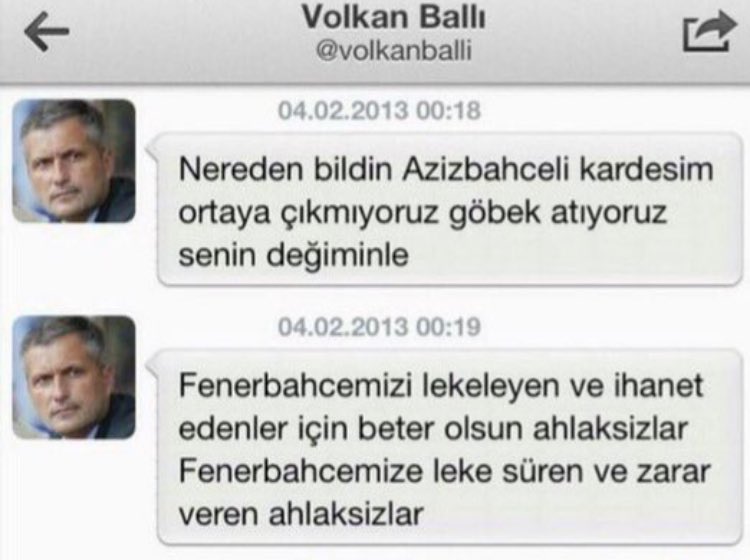 Volkan Ballı
@volkanballi
04.02.2013 00:18
Nereden bildin Azizbahceli kardesim
ortaya çıkmıyoruz göbek atıyoruz
senin değiminle
04.02.2013 00:19
Fenerbahcemizi lekeleyen ve ihanet
edenler için beter olsun ahlaksizlar
Fenerbahcemize leke süren ve zarar
veren ahlaksizlar